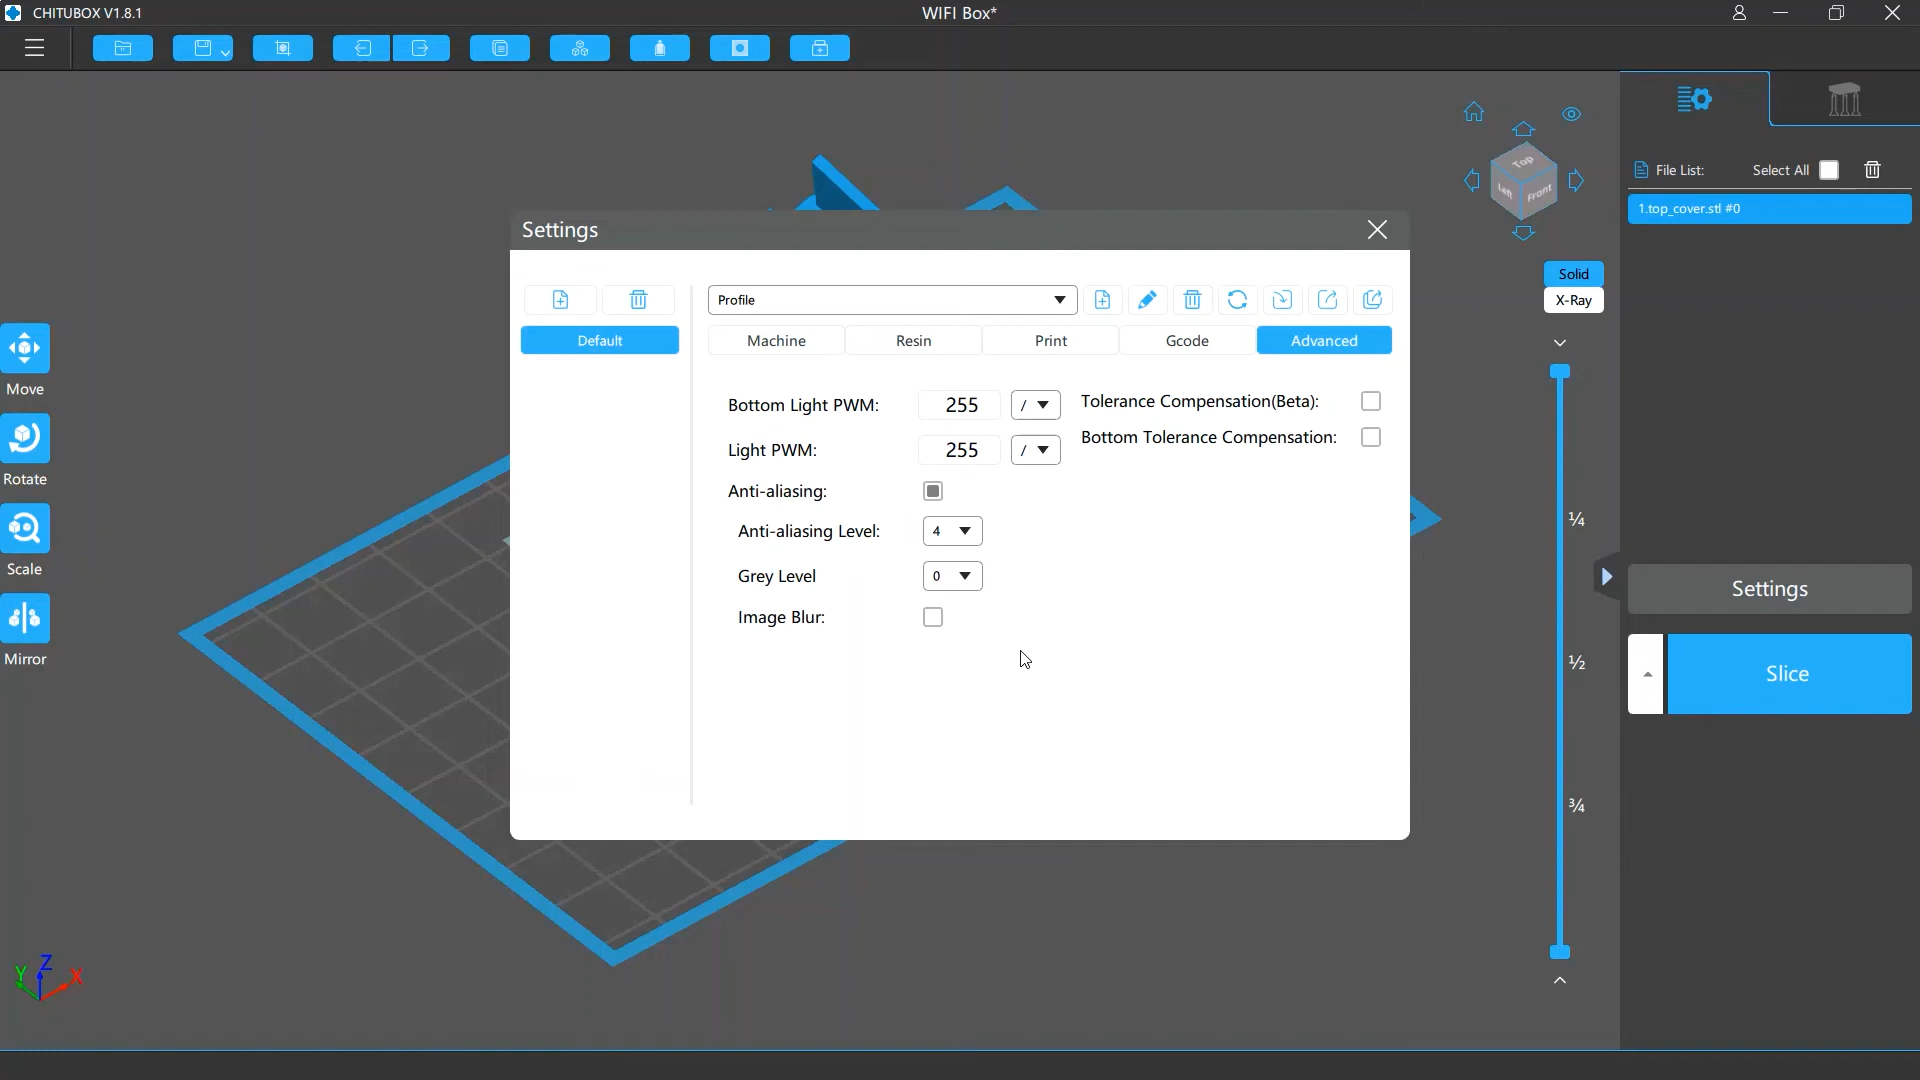 CHITUBOX V1.8.1
WIFI Box*
File List:
Select All
1.top_cover.stl #0
Top
Left
Front
Solid
X-Ray
Move
Rotate
Scale
Mirror
Settings
Profile
Default
Machine
Resin
Print
Gcode
Advanced
Bottom Light PWM:
255
/
Tolerance Compensation(Beta):
Light PWM:
255
/
Bottom Tolerance Compensation:
Anti-aliasing:
Anti-aliasing Level:
4
Grey Level
0
Image Blur:
¼
½
¾
Settings
Slice
Y
Z
X